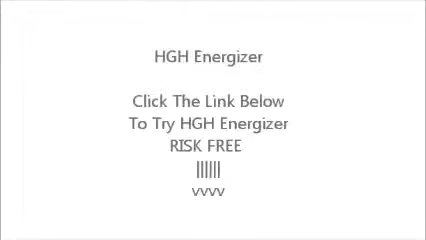 HGH Energizer
Click The Link Below
To Try HGH Energizer
RISK FREE
||||||
vvvv